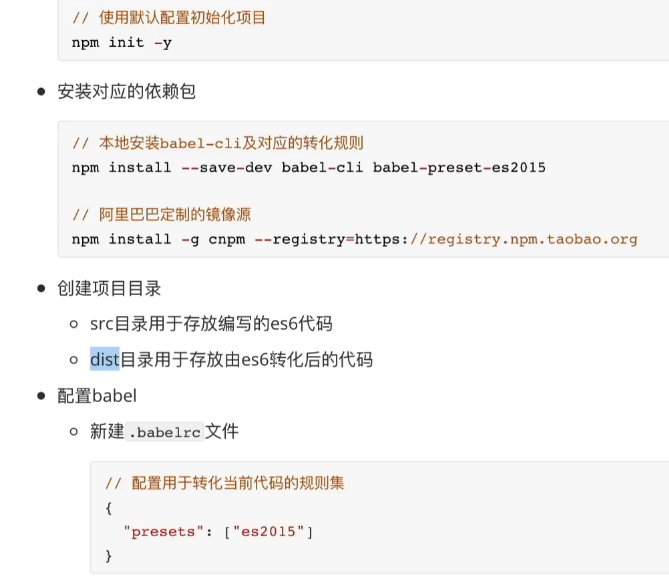 // 使用默认配置初始化项目
npm init -y
安装对应的依赖包
// 本地安装babel-cli及对应的转化规则
npm install --save-dev babel-cli babel-preset-es2015
// 阿里巴巴定制的镜像源
npm install -g cnpm --registry=https://registry.npm.taobao.org
创建项目目录
src目录用于存放编写的es6代码
dist目录用于存放由es6转化后的代码
配置babel
新建.babelrc文件
// 配置用于转化当前代码的规则集
{
"presets": ["es2015"]
}